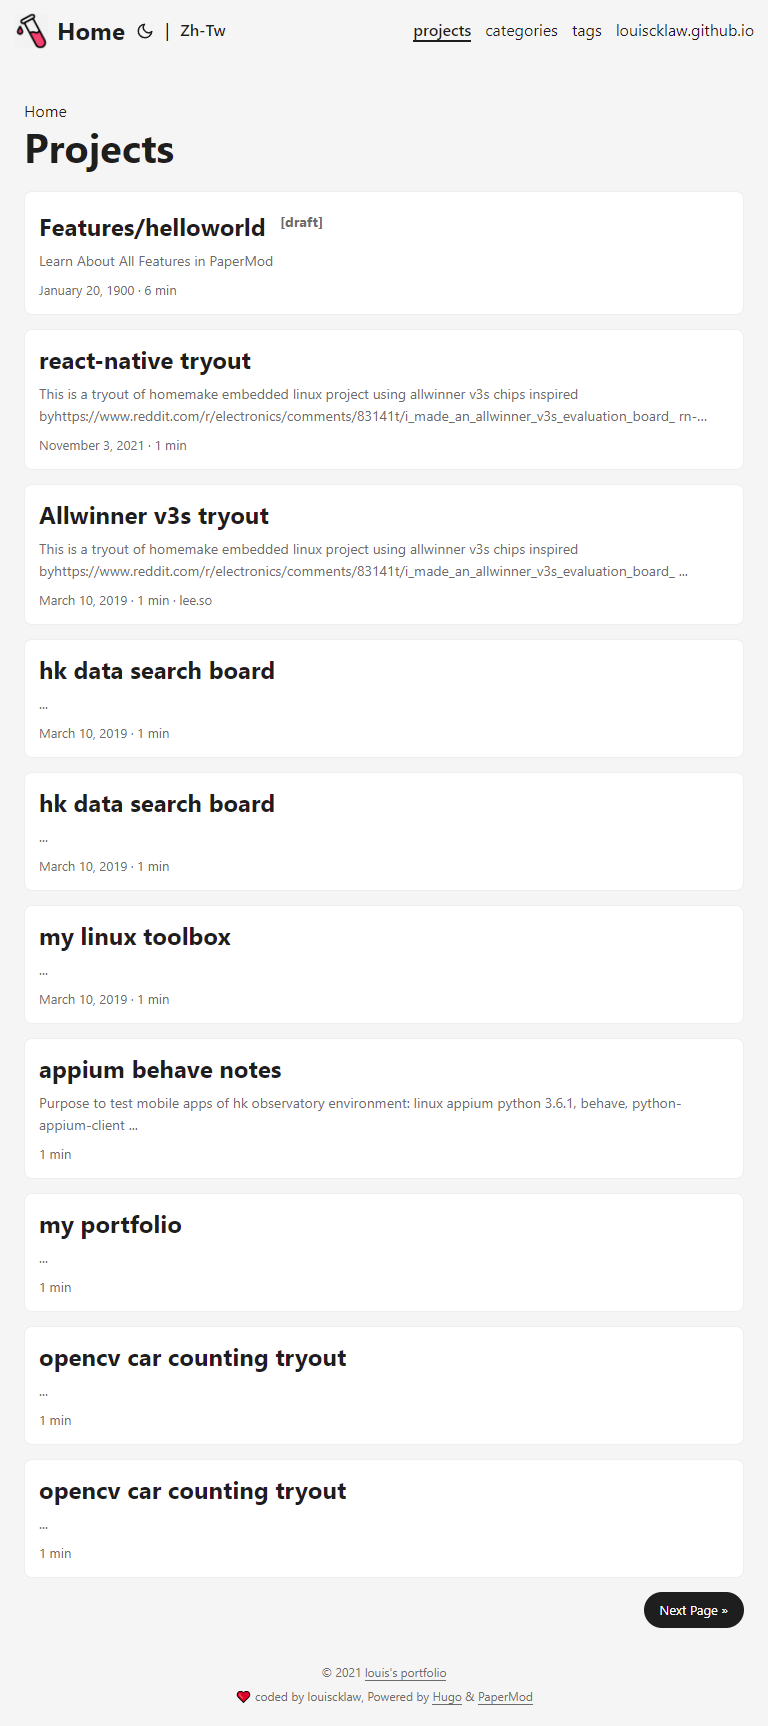 Home | Zh-Tw projects categories tags louiscklaw.github.io
Home
Projects
Features/helloworld [draft]
Learn About All Features in PaperMod
January 20, 1900 · 6 min
react-native tryout
This is a tryout of homemake embedded linux project using allwinner v3s chips inspired
byhttps://www.reddit.com/r/electronics/comments/83141t/i_made_an_allwinner_v3s_evaluation_board_ rn-...
November 3, 2021 · 1 min
Allwinner v3s tryout
This is a tryout of homemake embedded linux project using allwinner v3s chips inspired
byhttps://www.reddit.com/r/electronics/comments/83141t/i_made_an_allwinner_v3s_evaluation_board_ ...
March 10, 2019 · 1 min · lee.so
hk data search board
...
March 10, 2019 · 1 min
hk data search board
...
March 10, 2019 · 1 min
my linux toolbox
...
March 10, 2019 · 1 min
appium behave notes
Purpose to test mobile apps of hk observatory environment: linux appium python 3.6.1, behave, python-
appium-client ...
1 min
my portfolio
...
1 min
opencv car counting tryout
...
1 min
opencv car counting tryout
...
1 min
Next Page »
© 2021 louis's portfolio
❤️ coded by louiscklaw, Powered by Hugo & PaperMod